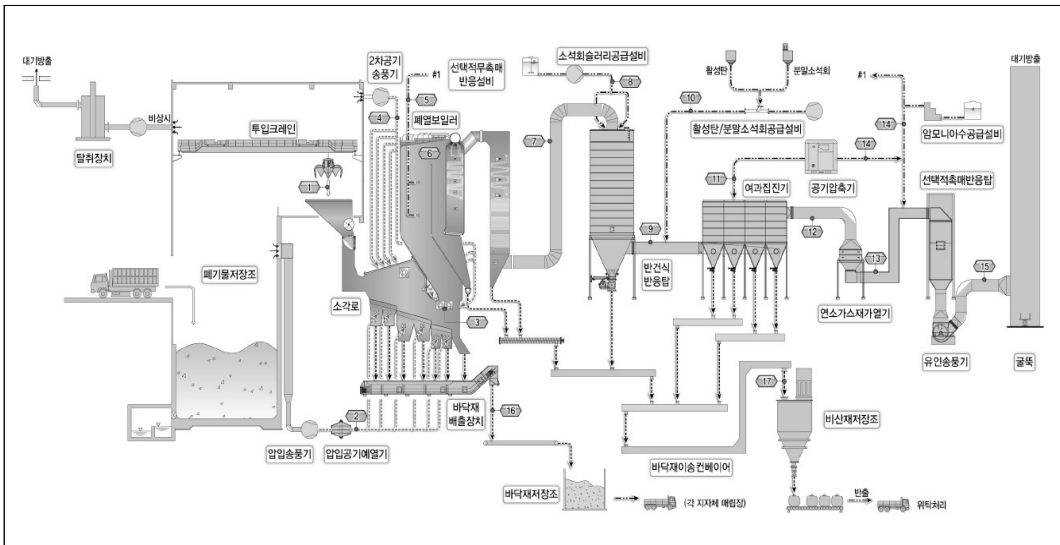 대기방출
비상시
탈취장치
투입크레인
2차공기
송풍기
#1
선택적무촉매
반응설비
폐열보일러
소석회슬러리공급설비
활성탄
분말소석회
활성탄/분말소석회공급설비
#1
암모니아수공급설비
대기방출
여과집진기
공기압축기
선택적촉매반응탑
반건식
반응탑
연소가스재가열기
유인송풍기
굴뚝
폐기물저장조
소각로
압입송풍기
압입공기예열기
바닥재
배출장치
바닥재저장조
(각 지자체 매립장)
바닥재이송컨베이어
비산재저장조
반출
위탁처리
1
2
3
4
5
6
7
8
9
10
11
12
13
14
14
15
16
17